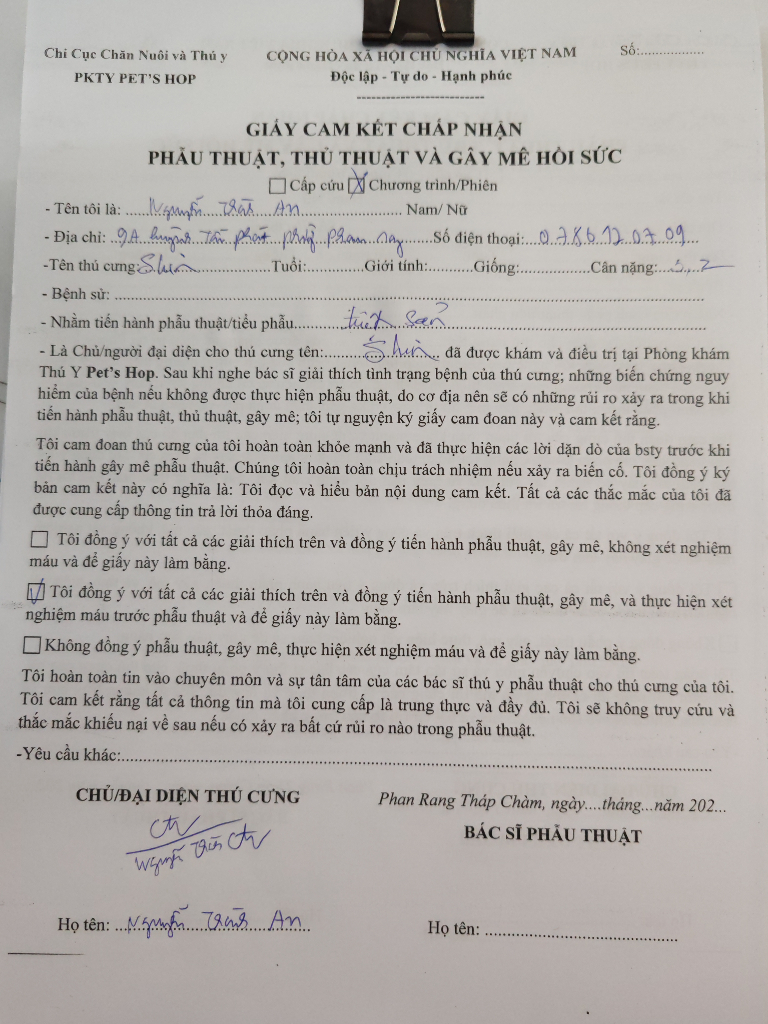 Chi Cục Chăn Nuôi và Thú y CỘNG HÒA XÃ HỘI CHỦ NGHĨA VIỆT NAM Số:.................
PKTY PET'S HOP Độc lập - Tự do - Hạnh phúc
--------------------------
GIẤY CAM KẾT CHẤP NHẬN
PHẪU THUẬT, THỦ THUẬT VÀ GÂY MÊ HỒI SỨC
☐ Cấp cứu ☒ Chương trình/Phiên
- Tên tôi là: Nguyễn An Nam/ Nữ
- Địa chỉ: 9A Huỳnh Tấn Phát Số điện thoại: 0786120709
-Tên thú cưng: Shin Tuổi:............Giới tính:..........Giống:................Cân nặng: 5,2
- Bệnh sử: ........................
- Nhằm tiến hành phẫu thuật/tiểu phẫu triệt sản
- Là Chủ/người đại diện cho thú cưng tên: Shin đã được khám và điều trị tại Phòng khám
Thú Y Pet's Hop. Sau khi nghe bác sĩ giải thích tình trạng bệnh của thú cưng; những biến chứng nguy
hiểm của bệnh nếu không được thực hiện phẫu thuật, do cơ địa nên sẽ có những rủi ro xảy ra trong khi
tiến hành phẫu thuật, thủ thuật, gây mê; tôi tự nguyện ký giấy cam đoan này và cam kết rằng.
Tôi cam đoan thú cưng của tôi hoàn toàn khỏe mạnh và đã thực hiện các lời dặn dò của bsty trước khi
tiến hành gây mê phẫu thuật. Chúng tôi hoàn toàn chịu trách nhiệm nếu xảy ra biến cố. Tôi đồng ý ký
bản cam kết này có nghĩa là: Tôi đọc và hiểu bản nội dung cam kết. Tất cả các thắc mắc của tôi đã
được cung cấp thông tin trả lời thỏa đáng.
☐ Tôi đồng ý với tất cả các giải thích trên và đồng ý tiến hành phẫu thuật, gây mê, không xét nghiệm
máu và để giấy này làm bằng.
☑ Tôi đồng ý với tất cả các giải thích trên và đồng ý tiến hành phẫu thuật, gây mê, và thực hiện xét
nghiệm máu trước phẫu thuật và để giấy này làm bằng.
☐ Không đồng ý phẫu thuật, gây mê, thực hiện xét nghiệm máu và để giấy này làm bằng.
Tôi hoàn toàn tin vào chuyên môn và sự tận tâm của các bác sĩ thú y phẫu thuật cho thú cưng của tôi.
Tôi cam kết rằng tất cả thông tin mà tôi cung cấp là trung thực và đầy đủ. Tôi sẽ không truy cứu và
thắc mắc khiếu nại về sau nếu có xảy ra bất cứ rủi ro nào trong phẫu thuật.
-Yêu cầu khác:........................
CHỦ/ĐẠI DIỆN THÚ CƯNG Phan Rang Tháp Chàm, ngày....tháng...năm 202...
BÁC SĨ PHẪU THUẬT
Nguyễn
Họ tên: Nguyễn An Họ tên: ........................